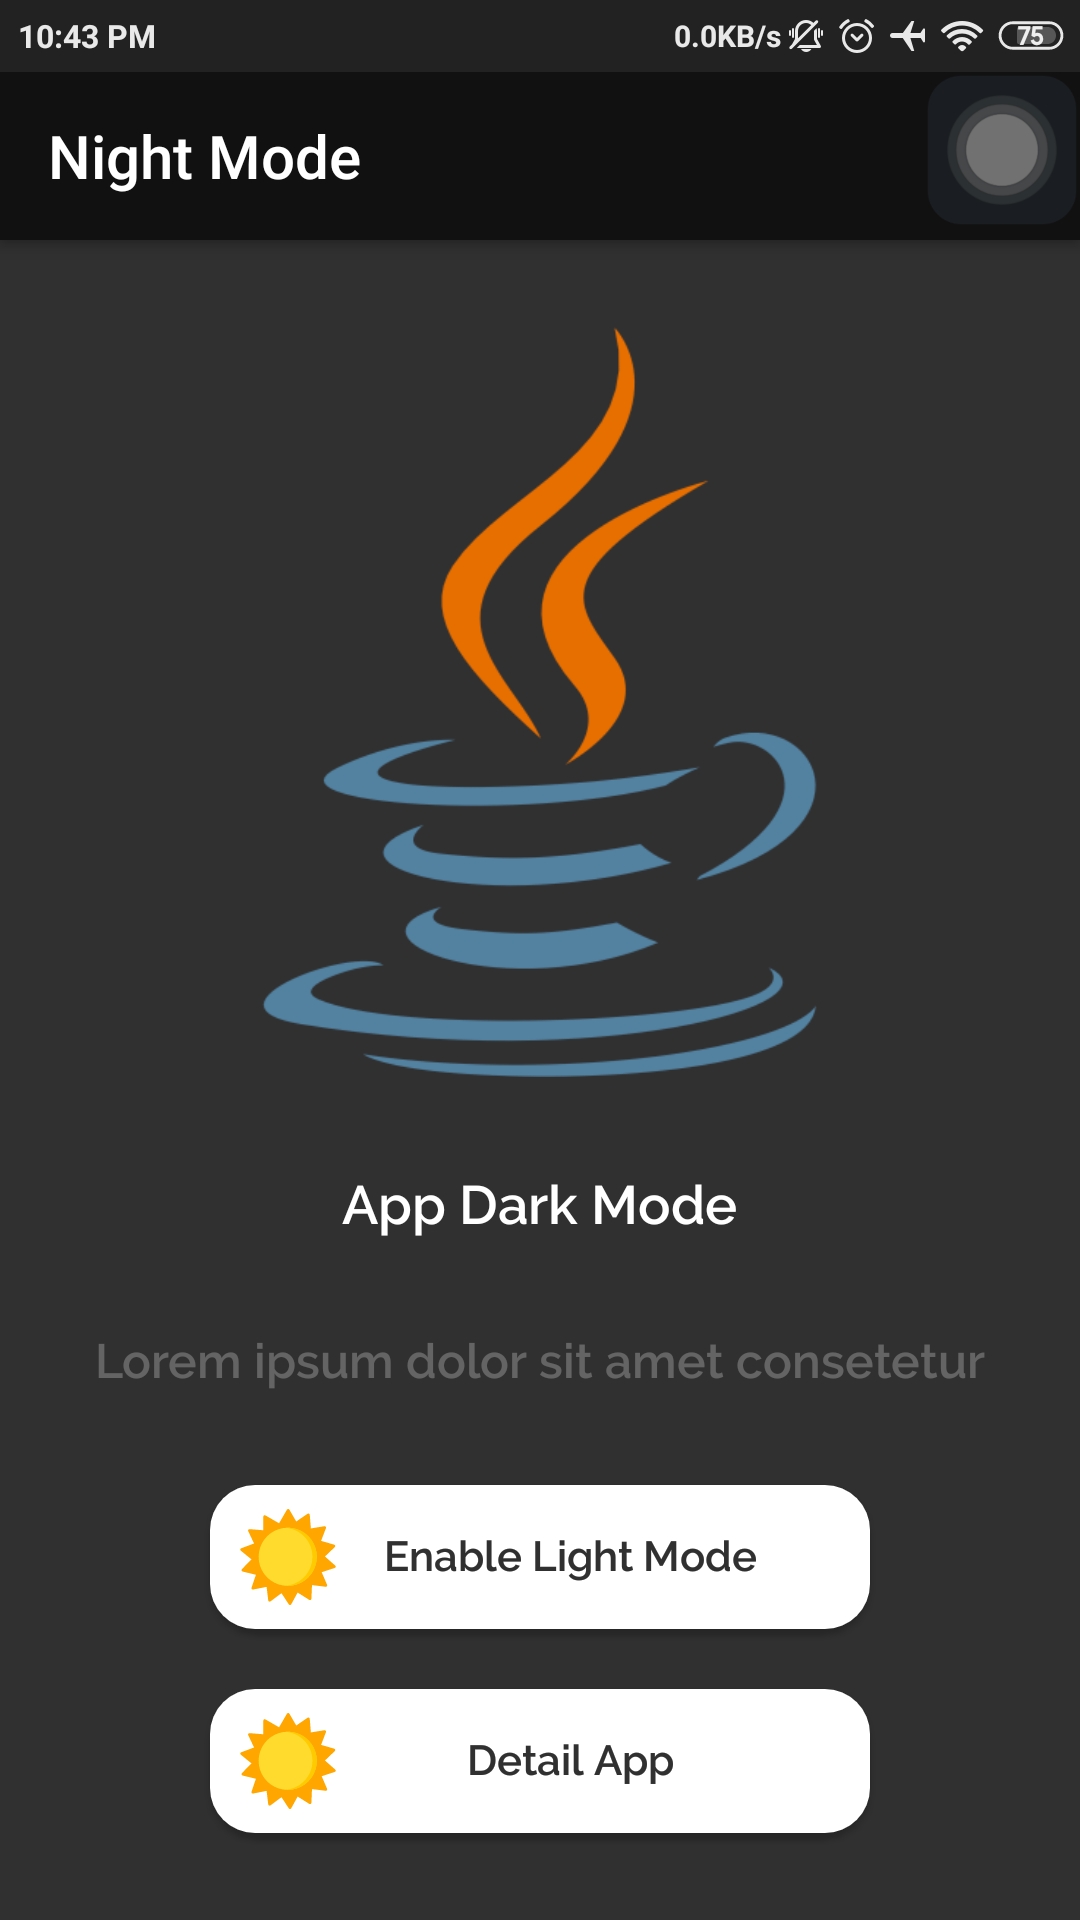 10:43 PM 0.0KB/s 75
Night Mode
App Dark Mode
Lorem ipsum dolor sit amet consetetur
Enable Light Mode
Detail App